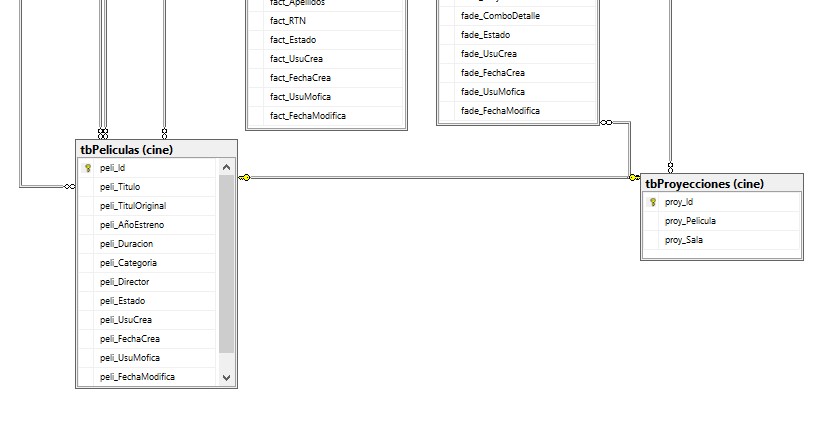 fact_Apellidos
fact_RTN
fact_Estado
fact_UsuCrea
fact_FechaCrea
fact_UsuMofica
fact_FechaModifica
fade_ComboDetalle
fade_Estado
fade_UsuCrea
fade_FechaCrea
fade_UsuMofica
fade_FechaModifica
tbPeliculas (cine)
peli_Id
peli_Titulo
peli_TitulOriginal
peli_AñoEstreno
peli_Duracion
peli_Categoria
peli_Director
peli_Estado
peli_UsuCrea
peli_FechaCrea
peli_UsuMofica
peli_FechaModifica
tbProyecciones (cine)
proy_Id
proy_Pelicula
proy_Sala